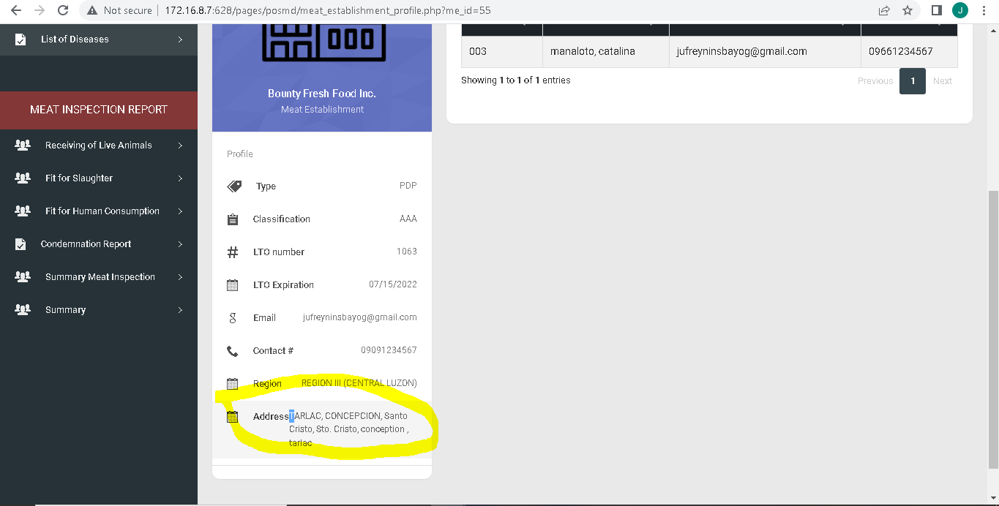 Not secure
172.16.8.7:628/pages/posmd/meat_establishment_profile.php?me_id=55
J
List of Diseases
MEAT INSPECTION REPORT
Receiving of Live Animals
Fit for Slaughter
Fit for Human Consumption
Condemnation Report
Summary Meat Inspection
Summary
Bounty Fresh Food Inc.
Meat Establishment
Profile
Type PDP
Classification AAA
LTO number 1063
LTO Expiration 07/15/2022
Email jufreyninsbayog@gmail.com
Contact # 09091234567
Region REGION III (CENTRAL LUZON)
Address TARLAC, CONCEPCION, Santo
Cristo, Sto. Cristo, conception ,
tarlac
003 manaloto, catalina jufreyninsbayog@gmail.com 09661234567
Showing 1 to 1 of 1 entries
Previous 1 Next